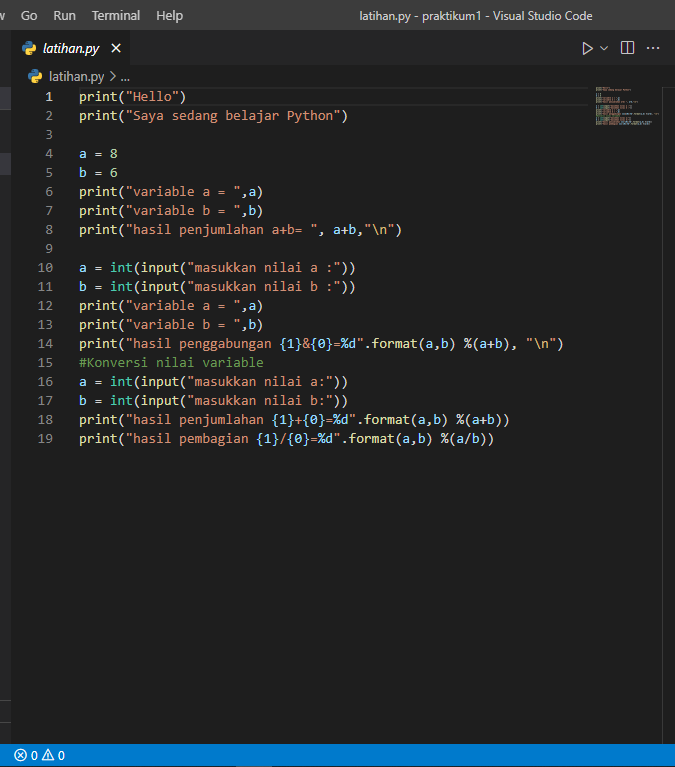 Go Run Terminal Help latihan.py - praktikum1 - Visual Studio Code
latihan.py
latihan.py > ...
1 print("Hello")
2 print("Saya sedang belajar Python")
3
4 a = 8
5 b = 6
6 print("variable a = ",a)
7 print("variable b = ",b)
8 print("hasil penjumlahan a+b= ", a+b,"\n")
9
10 a = int(input("masukkan nilai a :"))
11 b = int(input("masukkan nilai b :"))
12 print("variable a = ",a)
13 print("variable b = ",b)
14 print("hasil penggabungan {1}&{0}=%d".format(a,b) %(a+b), "\n")
15 #Konversi nilai variable
16 a = int(input("masukkan nilai a:"))
17 b = int(input("masukkan nilai b:"))
18 print("hasil penjumlahan {1}+{0}=%d".format(a,b) %(a+b))
19 print("hasil pembagian {1}/{0}=%d".format(a,b) %(a/b))
0 0